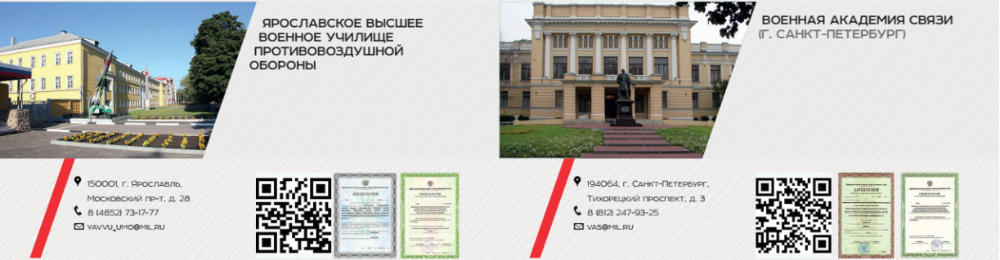 ЯРОСЛАВСКОЕ ВЫСШЕЕ
ВОЕННОЕ УЧИЛИЩЕ
ПРОТИВОВОЗДУШНОЙ
ОБОРОНЫ
150001, г. Ярославль,
Московский пр-т, д. 28
8 (4852) 73-17-77
YAVVU_UMO@MIL.RU
ВОЕННАЯ АКАДЕМИЯ СВЯЗИ
(Г. САНКТ-ПЕТЕРБУРГ)
194064, г. Санкт-Петербург,
Тихорецкий проспект, д. 3
8 (812) 247-93-25
VAS@MIL.RU
ЛИЦЕНЗИЯ